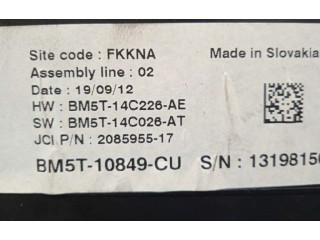 Site code : FKKNA Made in Slovakia
Assembly line : 02
Date : 19/09/12
HW : BM5T-14C226-AE
SW : BM5T-14C026-AT
JCI P/N : 2085955-17
BM5T-10849-CU S/N : 1319815